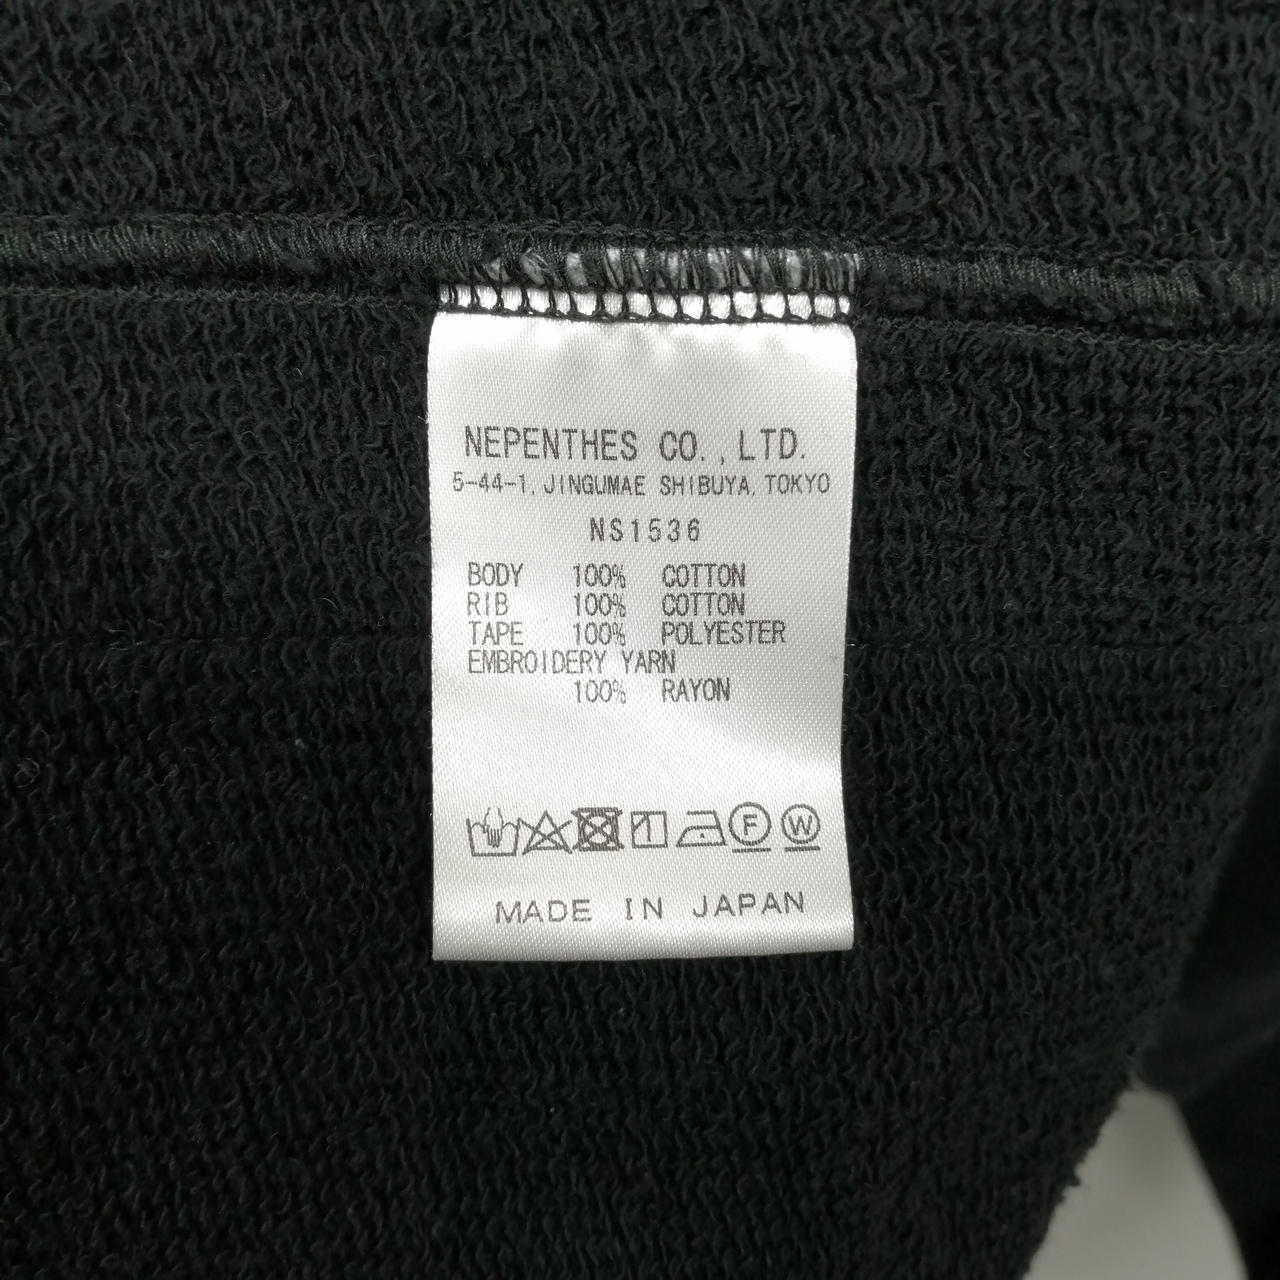 NEPENTHES CO., LTD.
5-44-1, JINGUMAE SHIBUYA, TOKYO
NS1536
BODY 100% COTTON
RIB 100% COTTON
TAPE 100% POLYESTER
EMBROIDERY YARN
100% RAYON
F W
MADE IN JAPAN